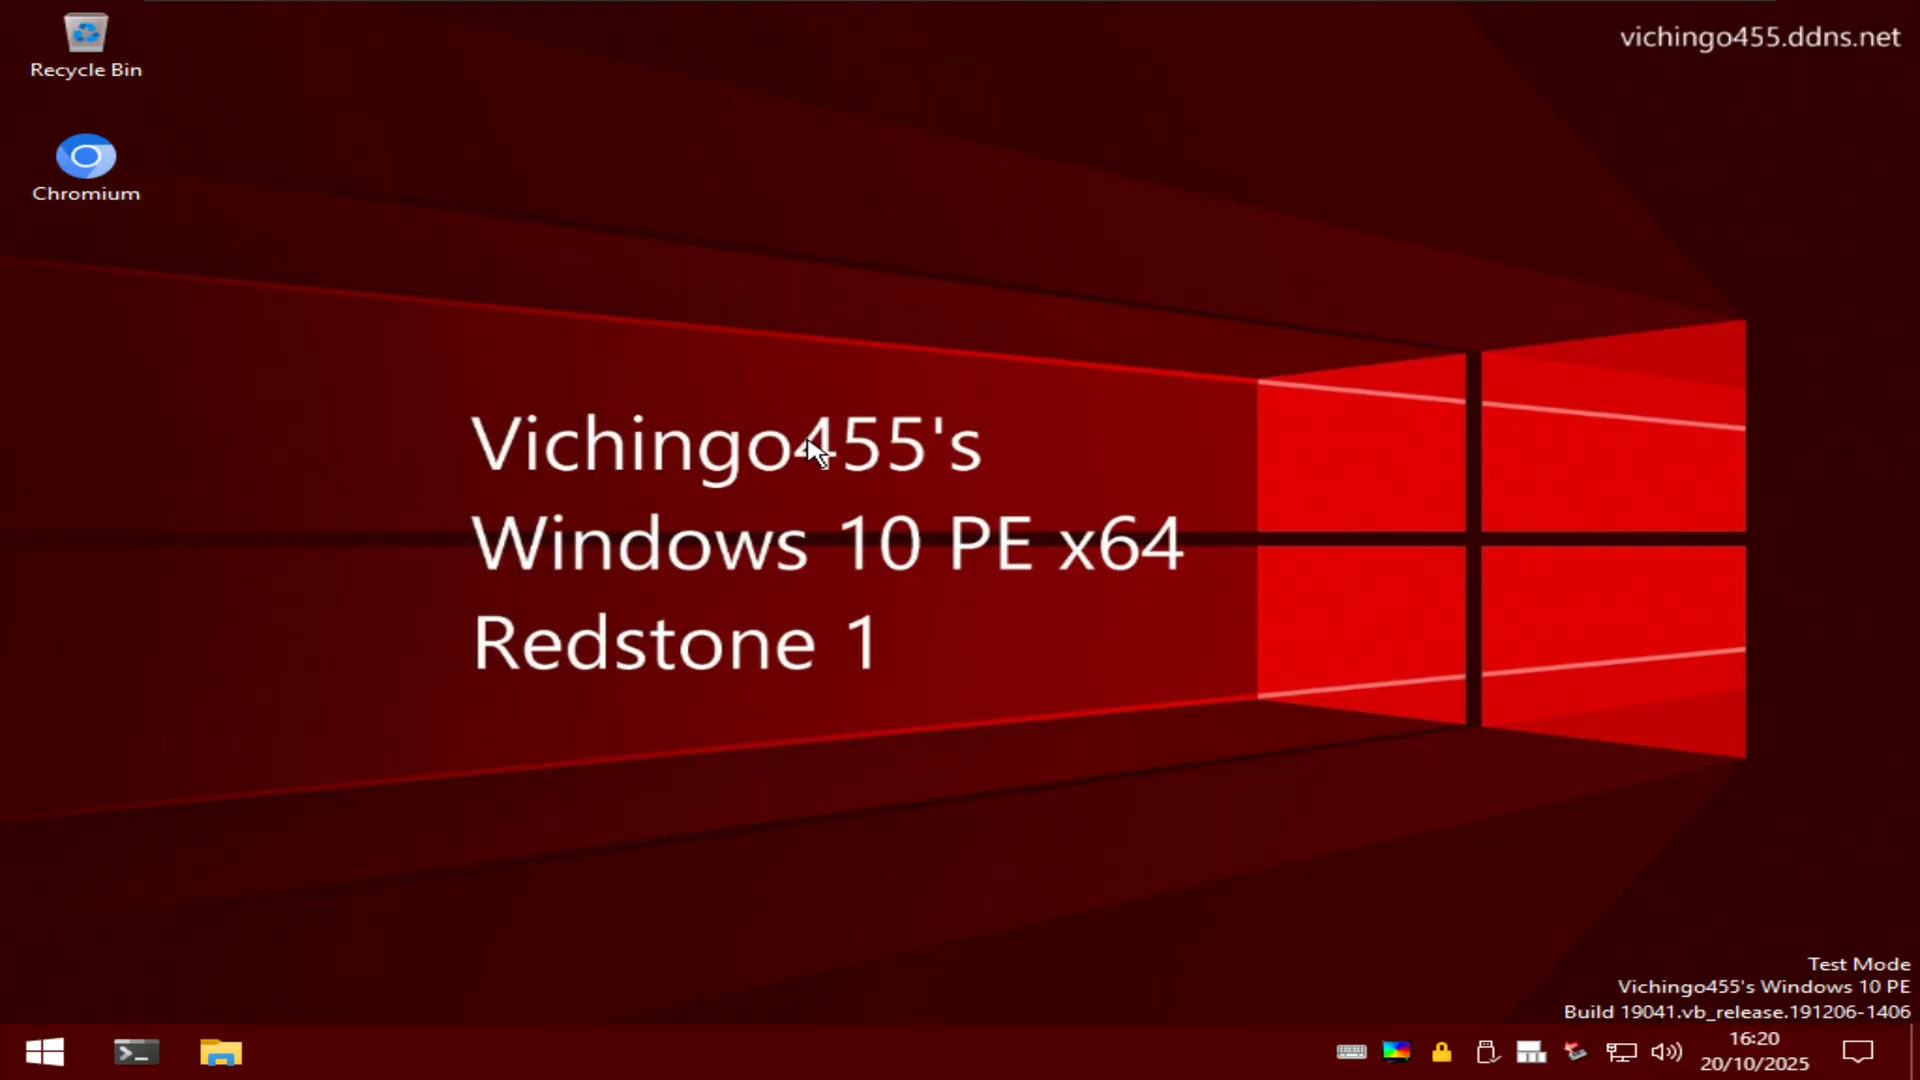 Recycle Bin
vichingo455.ddns.net
Chromium
Vichingo455's
Windows 10 PE x64
Redstone 1
Test Mode
Vichingo455's Windows 10 PE
Build 19041.vb_release.191206-1406
16:20
20/10/2025